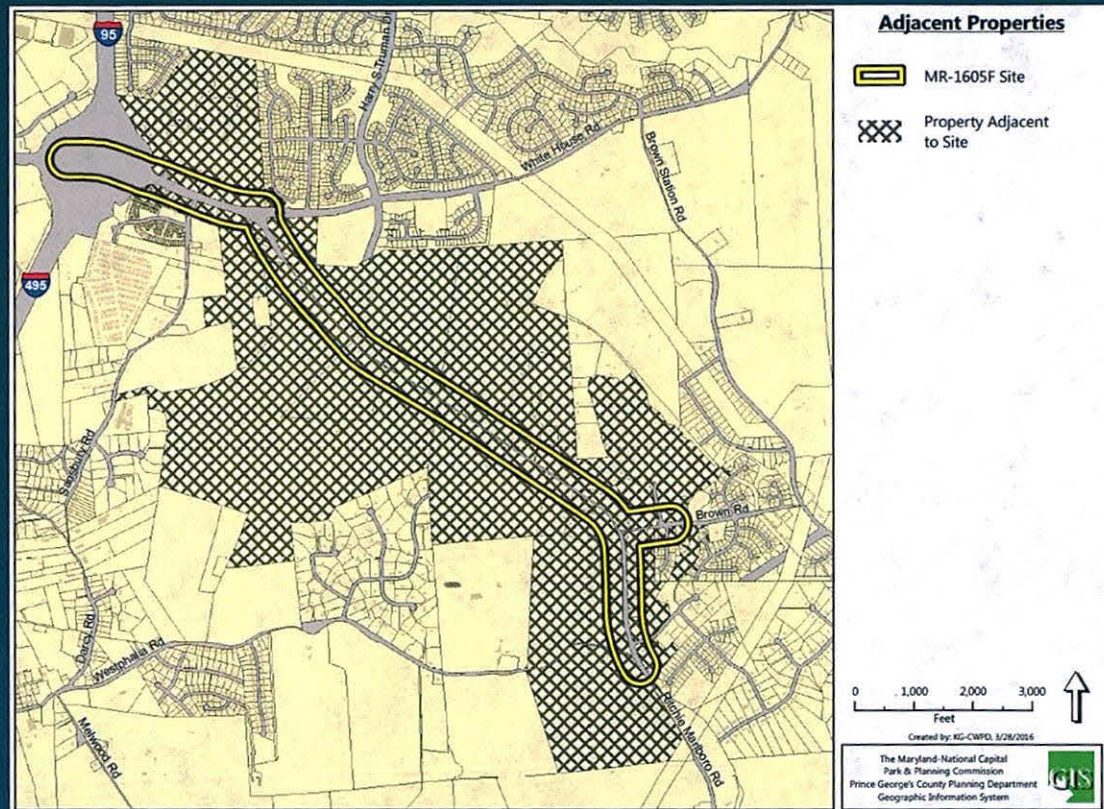 Adjacent Properties
MR-1605F Site
Property Adjacent
to Site
95
Harry S Truman Dr
White House Rd
Brown Station Rd
495
Sansbury Rd
Brown Rd
Darcy Rd
Westphalia Rd
Melwood Rd
Ritchie Marlboro Rd
0 1,000 2,000 3,000
Feet
Created by: KG-CWPD, 3/28/2016
The Maryland-National Capital
Park & Planning Commission
Prince George's County Planning Department
Geographic Information System
GIS